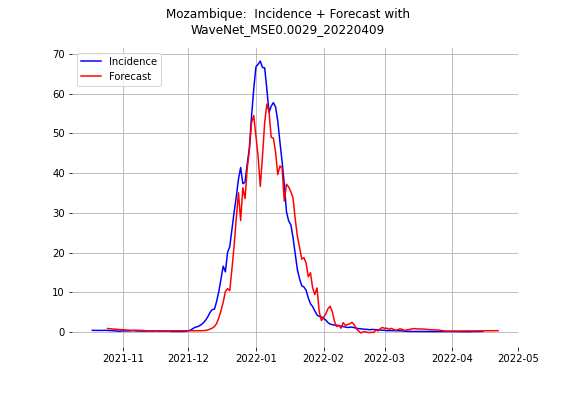 Mozambique:  Incidence + Forecast with
WaveNet_MSE0.0029_20220409
Incidence
Forecast
70
60
50
40
30
20
10
0
2021-11 2021-12 2022-01 2022-02 2022-03 2022-04 2022-05